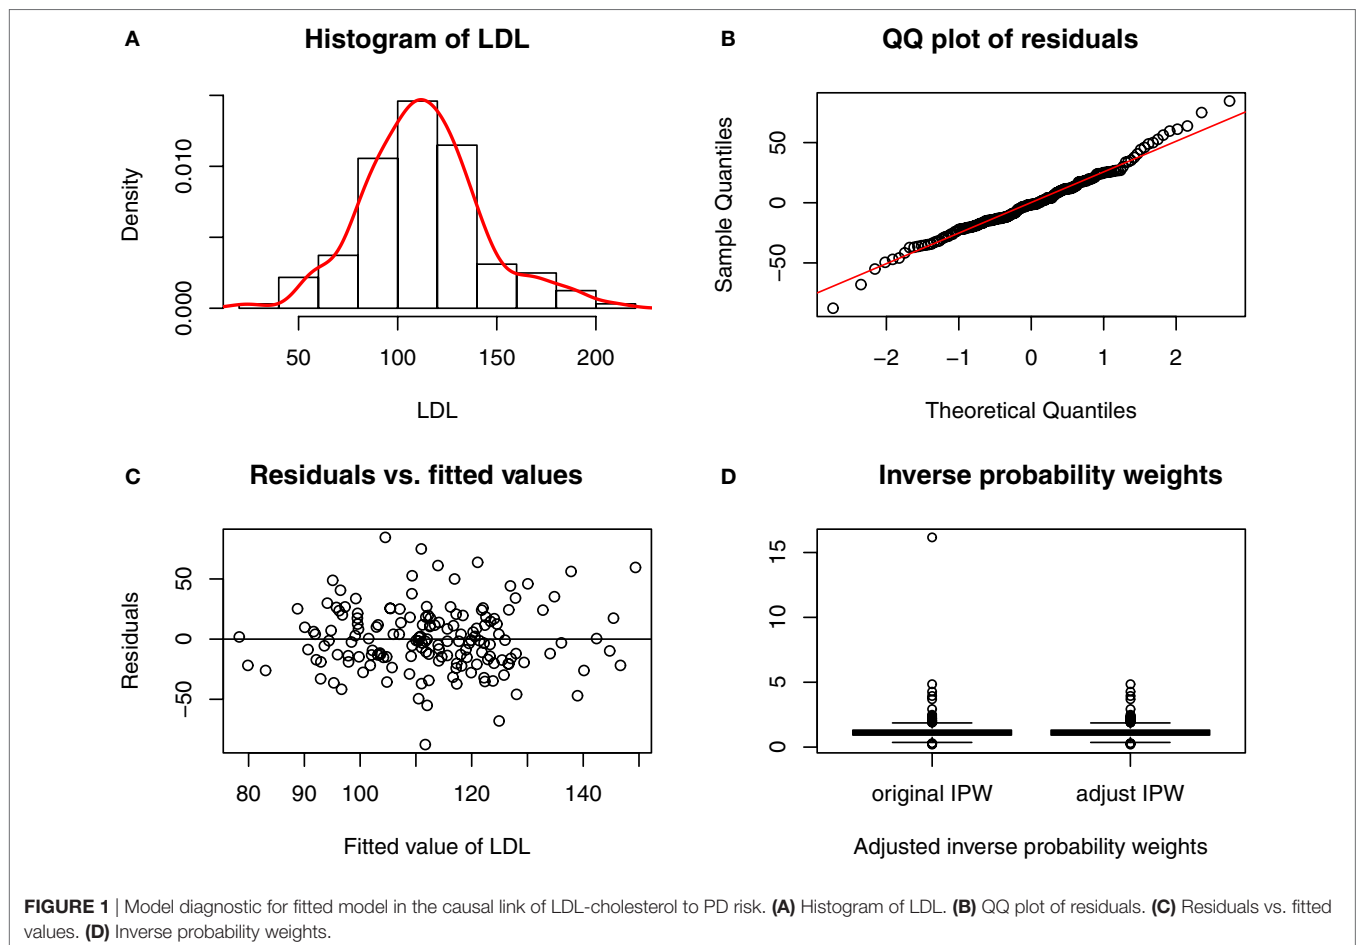 A
Histogram of LDL
Density
0.000
0.010
50
100
150
200
LDL
B
QQ plot of residuals
Sample Quantiles
−50
0
50
−2
−1
0
1
2
Theoretical Quantiles
C
Residuals vs. fitted values
Residuals
−50
0
50
80
90
100
120
140
Fitted value of LDL
D
Inverse probability weights
0
5
10
15
original IPW
adjust IPW
Adjusted inverse probability weights
FIGURE 1 | Model diagnostic for fitted model in the causal link of LDL-cholesterol to PD risk. (A) Histogram of LDL. (B) QQ plot of residuals. (C) Residuals vs. fitted
values. (D) Inverse probability weights.